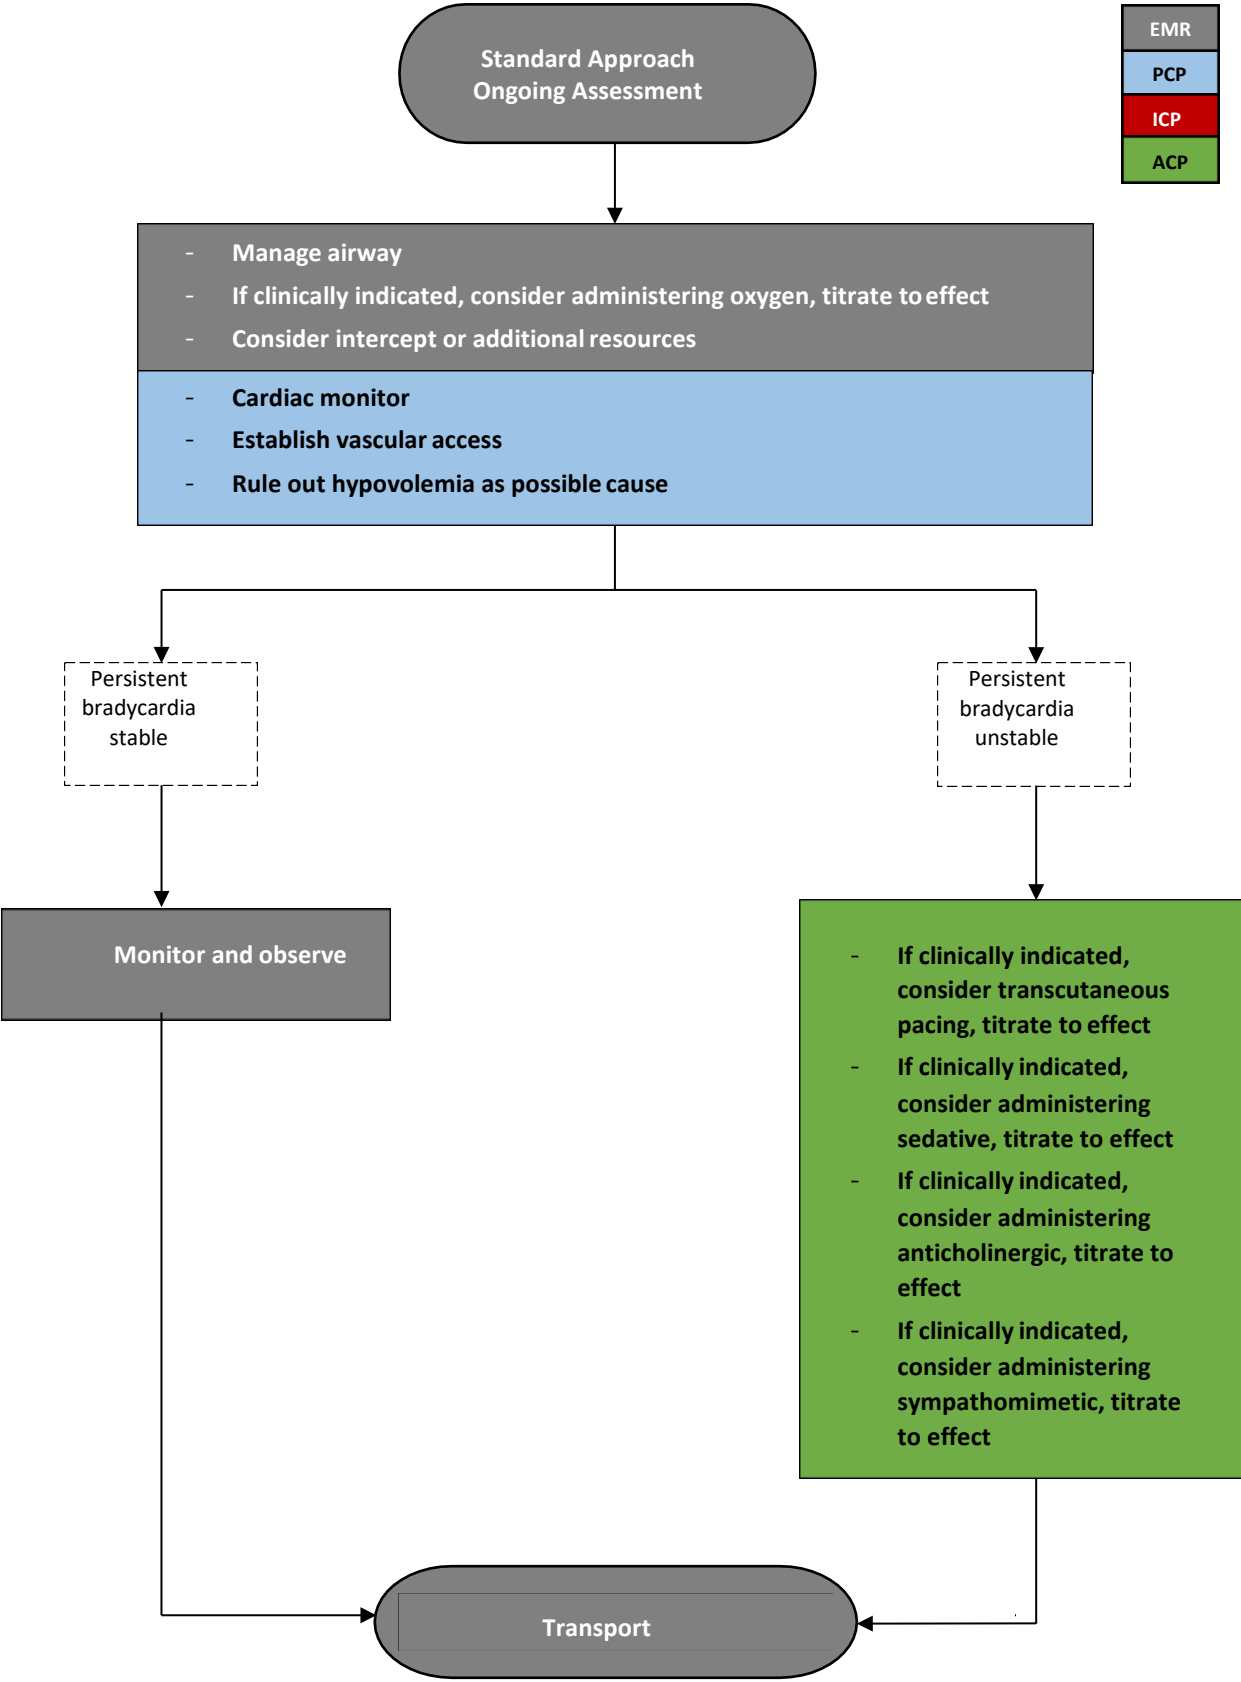 Standard Approach
Ongoing Assessment
EMR
PCP
ICP
ACP
- Manage airway
- If clinically indicated, consider administering oxygen, titrate to effect
- Consider intercept or additional resources
- Cardiac monitor
- Establish vascular access
- Rule out hypovolemia as possible cause
Persistent
bradycardia
stable
Persistent
bradycardia
unstable
Monitor and observe
- If clinically indicated,
consider transcutaneous
pacing, titrate to effect
- If clinically indicated,
consider administering
sedative, titrate to effect
- If clinically indicated,
consider administering
anticholinergic, titrate to
effect
- If clinically indicated,
consider administering
sympathomimetic, titrate
to effect
Transport